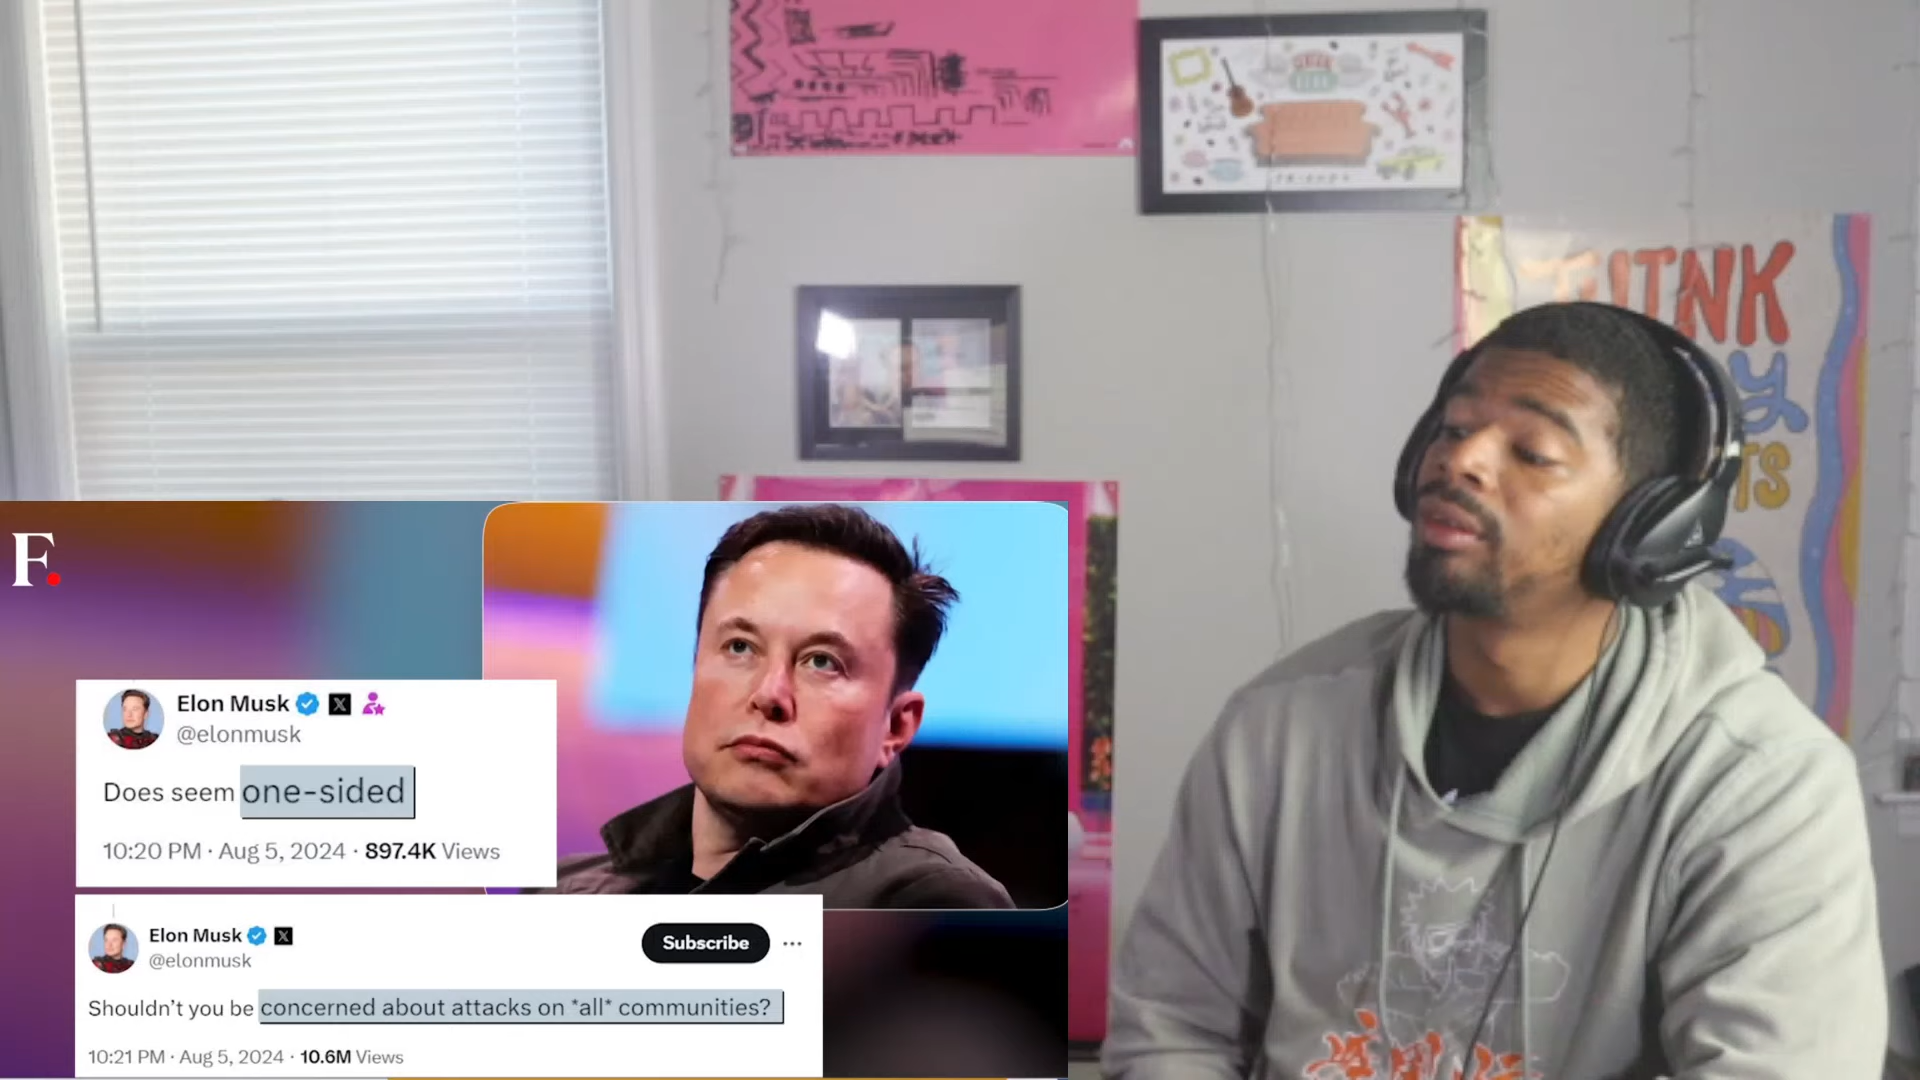 FRIENDS
THINK
F.
Elon Musk X
@elonmusk
Does seem one-sided
10:20 PM · Aug 5, 2024 · 897.4K Views
Elon Musk X
@elonmusk
Subscribe
Shouldn't you be concerned about attacks on *all* communities?
10:21 PM · Aug 5, 2024 · 10.6M Views